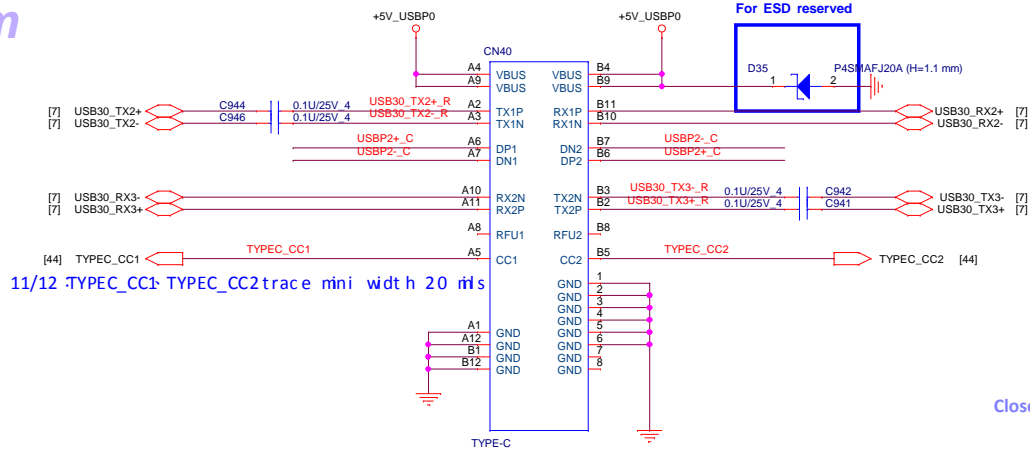 m
For ESD reserved
+5V_USBP0
+5V_USBP0
CN40
D35
P4SMAFJ20A (H=1.1 mm)
1
2
A4 VBUS VBUS B4
A9 VBUS VBUS B9
[7] USB30_TX2+ C944 0.1U/25V_4 USB30_TX2+_R A2 TX1P RX1P B11 USB30_RX2+ [7]
[7] USB30_TX2- C946 USB30_TX2-_R A3 TX1N RX1N B10 USB30_RX2- [7]
USBP2+_C A6 DP1 DN2 B7 USBP2-_C
USBP2-_C A7 DN1 DP2 B6 USBP2+_C
[7] USB30_RX3- A10 RX2N TX2N B3 USB30_TX3-_R 0.1U/25V_4 C942 USB30_TX3- [7]
[7] USB30_RX3+ A11 RX2P TX2P B2 USB30_TX3+_R 0.1U/25V_4 C941 USB30_TX3+ [7]
A8 RFU1 RFU2 B8
[44] TYPEC_CC1 TYPEC_CC1 A5 CC1 CC2 B5 TYPEC_CC2 TYPEC_CC2 [44]
11/12 :TYPEC_CC1、TYPEC_CC2 trace mini width 20 mils
GND 1
GND 2
GND 3
GND 4
A1 GND GND 5
A12 GND GND 6
B1 GND GND 7
B12 GND GND 8
Close
TYPE-C